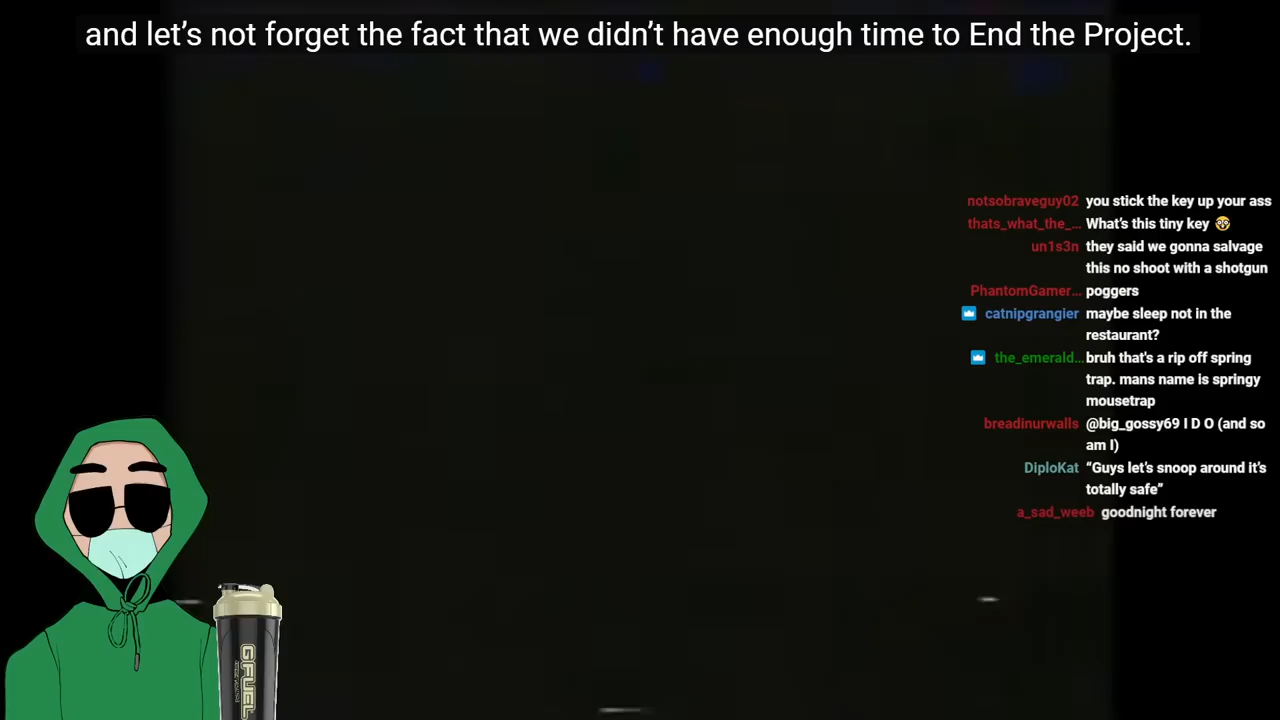 and let’s not forget the fact that we didn’t have enough time to End the Project.
notsobraveguy02 you stick the key up your ass
thats_what_the_… What’s this tiny key 🤓
un1s3n they said we gonna salvage
this no shoot with a shotgun
PhantomGamer… poggers
catnipgrangier maybe sleep not in the
restaurant?
the_emerald… bruh that's a rip off spring
trap. mans name is springy
mousetrap
breadinurwalls @big_gossy69 I D O (and so
am I)
DiploKat “Guys let’s snoop around it’s
totally safe”
a_sad_weeb goodnight forever
GFUEL